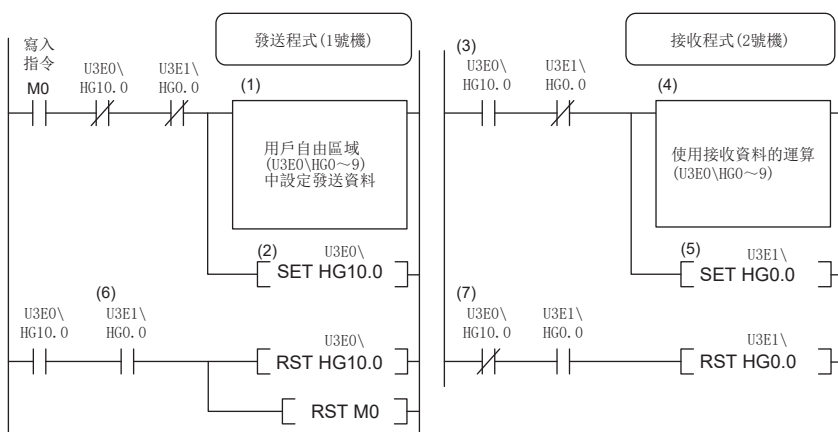 發送程式(1號機)
寫入
指令
M0
U3E0\
HG10.0
U3E1\
HG0.0
(1)
用戶自由區域
(U3E0\HG0～9)
中設定發送資料
(2)
U3E0\
SET HG10.0
(6)
U3E0\
HG10.0
U3E1\
HG0.0
U3E0\
RST HG10.0
RST M0
接收程式(2號機)
(3)
U3E0\
HG10.0
U3E1\
HG0.0
(4)
使用接收資料的運算
(U3E0\HG0～9)
(5)
U3E1\
SET HG0.0
(7)
U3E0\
HG10.0
U3E1\
HG0.0
U3E1\
RST HG0.0